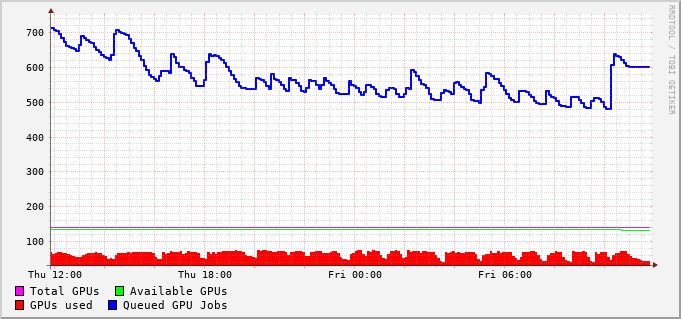 RRDTOOL / TOBI OETIKER
700
600
500
400
300
200
100
Thu 12:00 Thu 18:00 Fri 00:00 Fri 06:00
Total GPUs Available GPUs
GPUs used Queued GPU Jobs